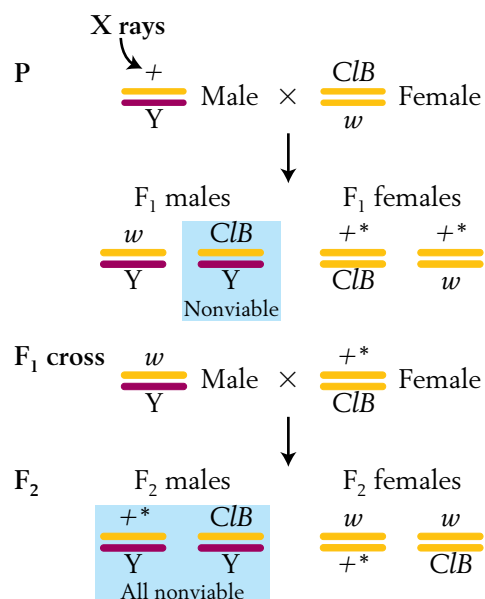 X rays
P
+ ClB
Male × Female
Y w
F₁ males F₁ females
w ClB +* +*
Y Y ClB w
Nonviable
F₁ cross
w +*
Male × Female
Y ClB
F₂
F₂ males F₂ females
+* ClB w w
Y Y +* ClB
All nonviable